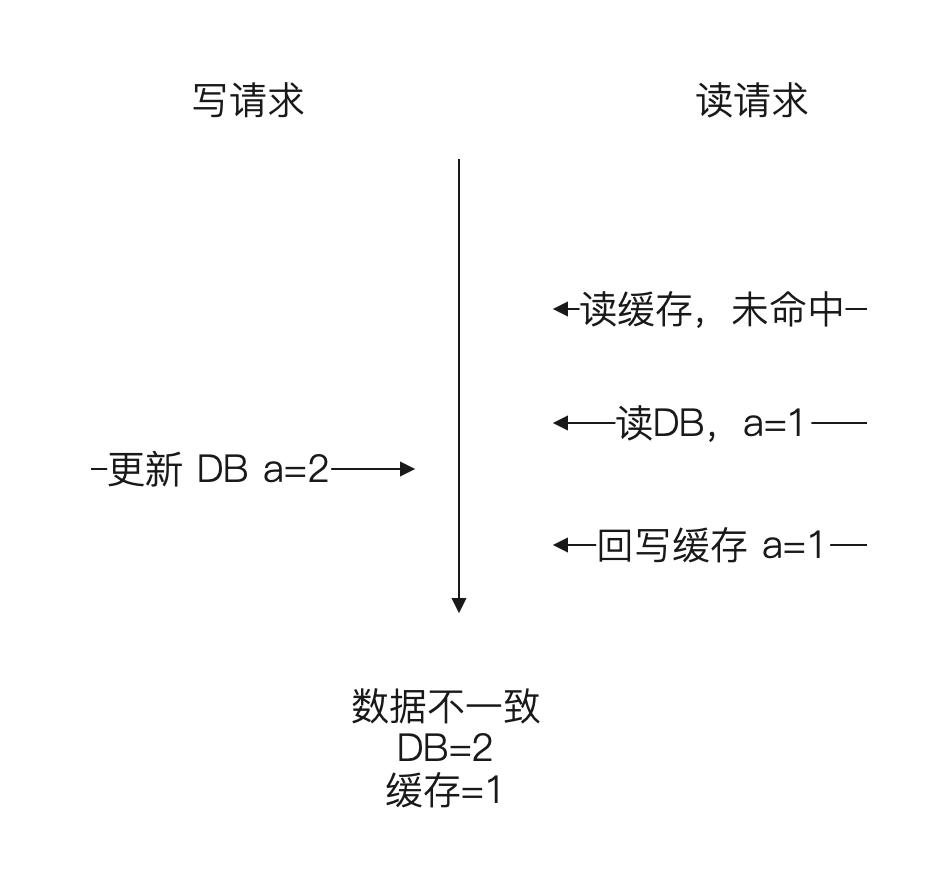 写请求
读请求
读缓存，未命中
读DB，a=1
更新 DB a=2
回写缓存 a=1
数据不一致
DB=2
缓存=1